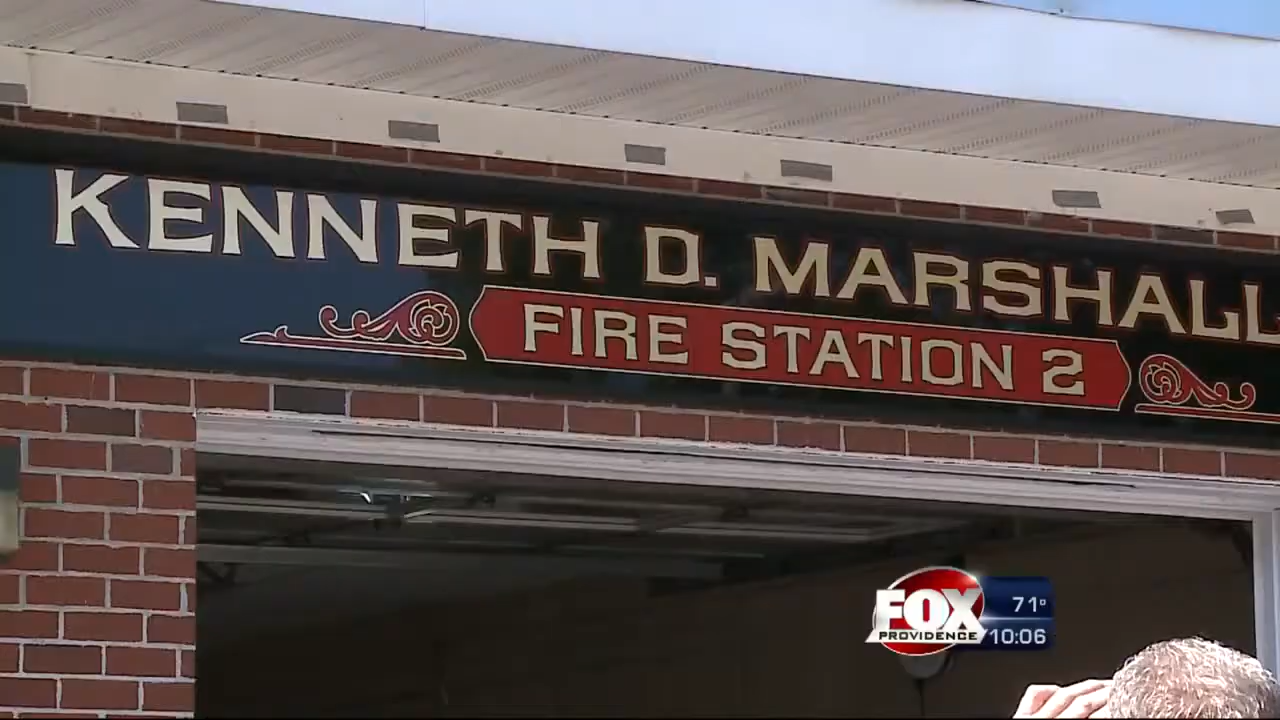 KENNETH D. MARSHALL
FIRE STATION 2
FOX
PROVIDENCE
71°
10:06